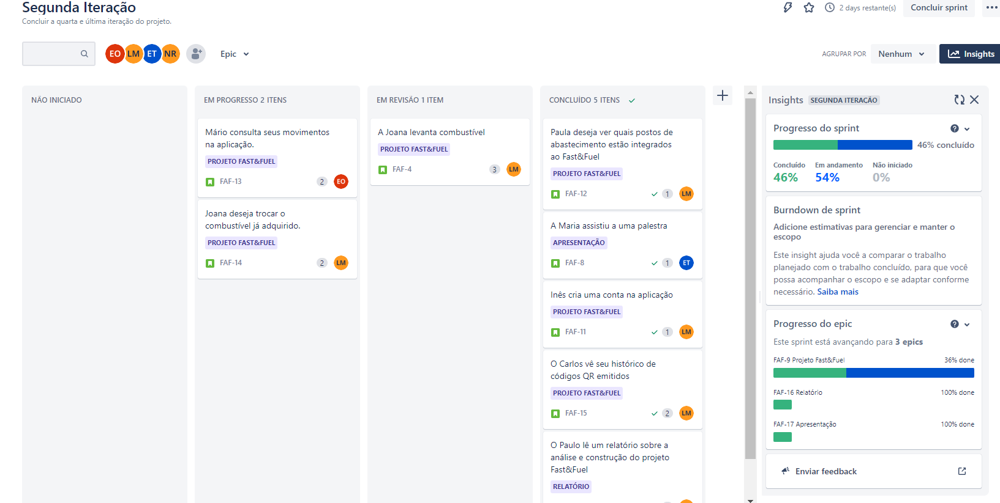 Segunda Iteração
Concluir a quarta e última iteração do projeto.
2 days restante(s)
Concluir sprint
EO LM ET NR
Epic
AGRUPAR POR
Nenhum
Insights
NÃO INICIADO
EM PROGRESSO 2 ITENS
Mário consulta seus movimentos
na aplicação.
PROJETO FAST&FUEL
FAF-13
2
EO
Joana deseja trocar o
combustível já adquirido.
PROJETO FAST&FUEL
FAF-14
2
LM
EM REVISÃO 1 ITEM
A Joana levanta combustível
PROJETO FAST&FUEL
FAF-4
3
LM
CONCLUÍDO 5 ITENS
Paula deseja ver quais postos de
abastecimento estão integrados
ao Fast&Fuel
PROJETO FAST&FUEL
FAF-12
1
LM
A Maria assistiu a uma palestra
APRESENTAÇÃO
FAF-8
1
ET
Inês cria uma conta na aplicação
PROJETO FAST&FUEL
FAF-11
1
LM
O Carlos vê seu histórico de
códigos QR emitidos
PROJETO FAST&FUEL
FAF-15
2
LM
O Paulo lê um relatório sobre a
análise e construção do projeto
Fast&Fuel
RELATÓRIO
Insights
SEGUNDA ITERAÇÃO
Progresso do sprint
46% concluído
Concluído Em andamento Não iniciado
46% 54% 0%
Burndown de sprint
Adicione estimativas para gerenciar e manter o
escopo
Este insight ajuda você a comparar o trabalho
planejado com o trabalho concluído, para que você
possa acompanhar o escopo e se adaptar conforme
necessário. Saiba mais
Progresso do epic
Este sprint está avançando para 3 epics
FAF-9 Projeto Fast&Fuel 36% done
FAF-16 Relatório 100% done
FAF-17 Apresentação 100% done
Enviar feedback